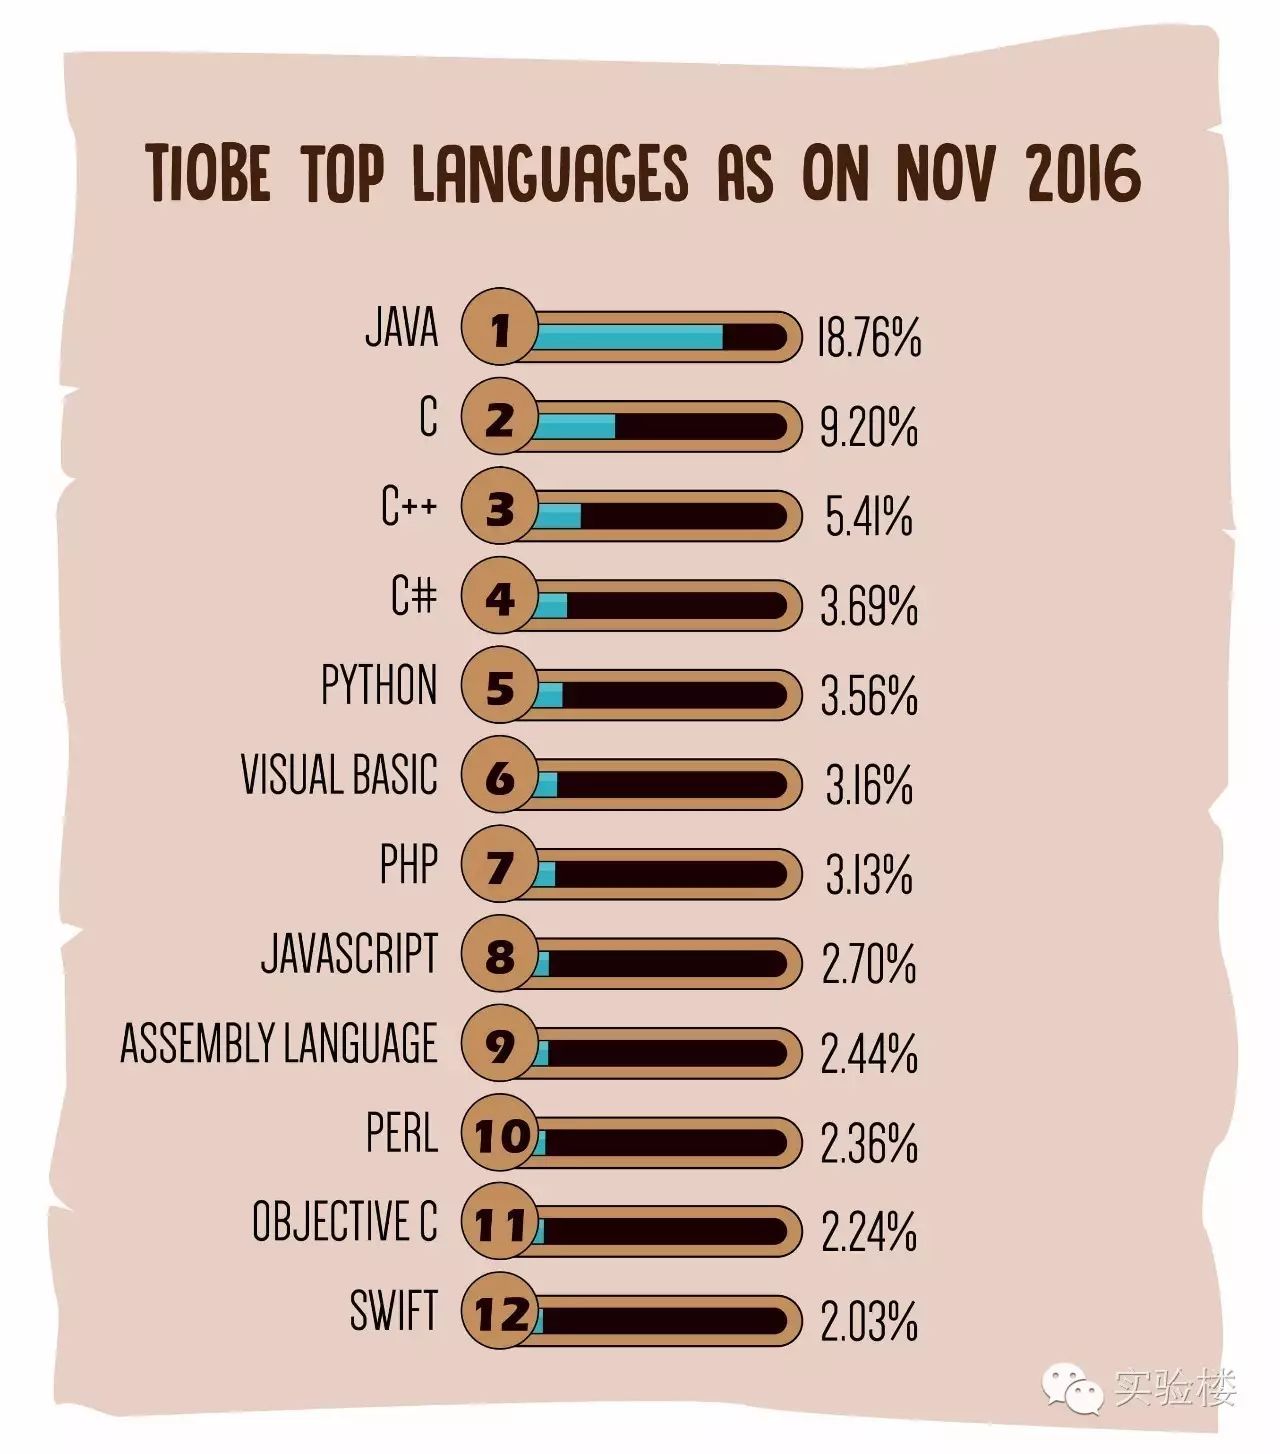 TIOBE TOP LANGUAGES AS ON NOV 2016
JAVA 1 18.76%
C 2 9.20%
C++ 3 5.41%
C# 4 3.69%
PYTHON 5 3.56%
VISUAL BASIC 6 3.16%
PHP 7 3.13%
JAVASCRIPT 8 2.70%
ASSEMBLY LANGUAGE 9 2.44%
PERL 10 2.36%
OBJECTIVE C 11 2.24%
SWIFT 12 2.03%
实验楼